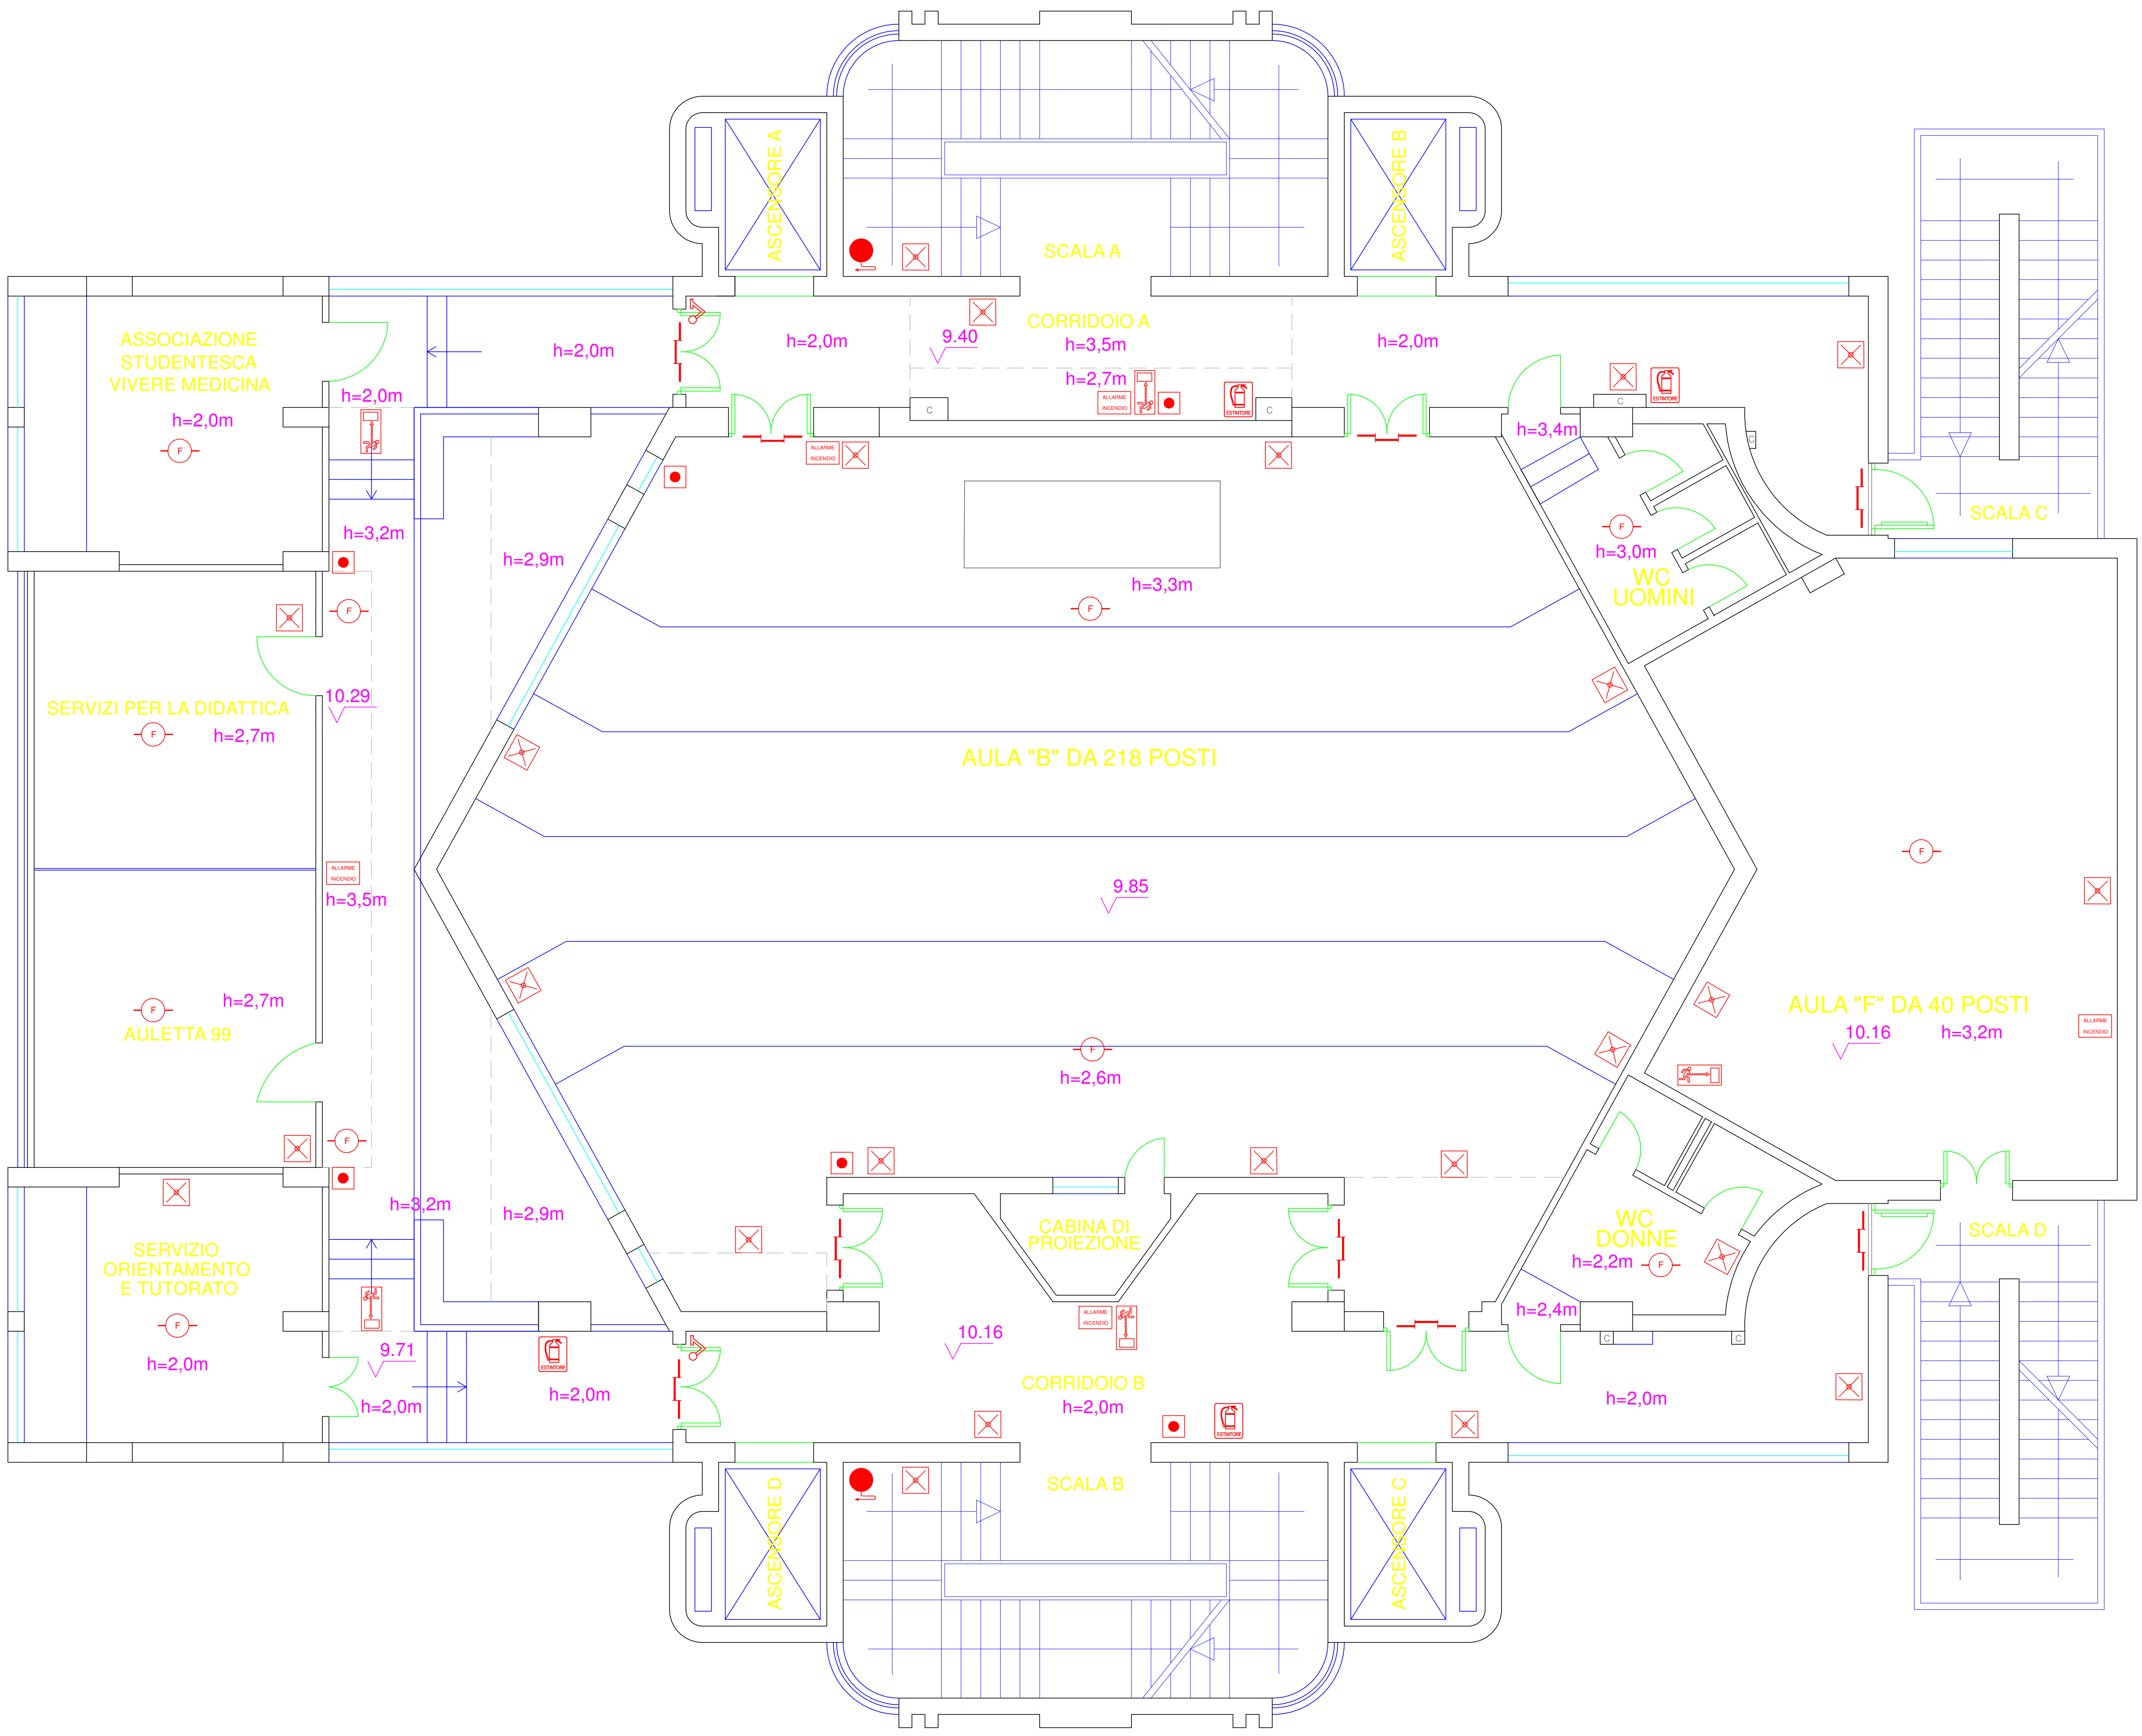 ASCENSORE A
ASCENSORE B
SCALA A
ASSOCIAZIONE
STUDENTESCA
VIVERE MEDICINA
h=2,0m
F
h=2,0m
h=2,0m
h=2,0m
9.40
CORRIDOIO A
h=3,5m
h=2,7m
ALLARME
INCENDIO
ESTINTORE
C
C
h=2,0m
C
ESTINTORE
C
h=3,4m
SCALA C
ALLARME
INCENDIO
h=3,2m
h=2,9m
F
h=3,0m
WC
UOMINI
h=3,3m
F
F
SERVIZI PER LA DIDATTICA
F
h=2,7m
10.29
AULA "B" DA 218 POSTI
F
ALLARME
INCENDIO
h=3,5m
9.85
h=2,7m
F
AULETTA 99
AULA "F" DA 40 POSTI
10.16
h=3,2m
ALLARME
INCENDIO
F
h=2,6m
F
h=3,2m
h=2,9m
CABINA DI
PROIEZIONE
WC
DONNE
h=2,2m
F
SCALA D
SERVIZIO
ORIENTAMENTO
E TUTORATO
F
h=2,0m
9.71
h=2,0m
ESTINTORE
h=2,0m
ALLARME
INCENDIO
10.16
CORRIDOIO B
h=2,0m
h=2,4m
C
C
h=2,0m
ESTINTORE
SCALA B
ASCENSORE D
ASCENSORE C